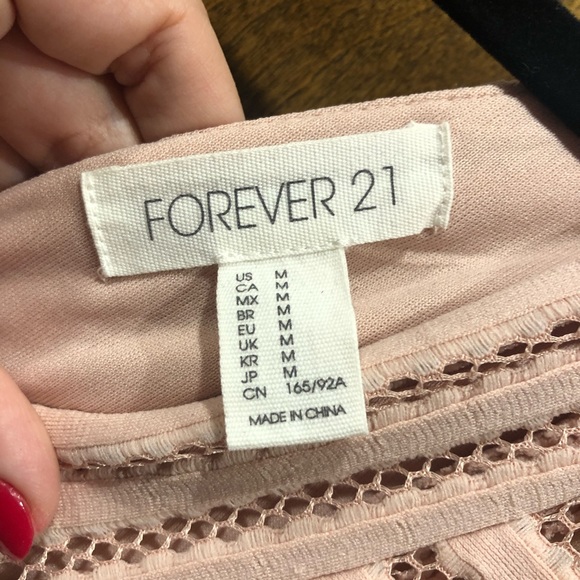 FOREVER 21
US M
CA M
MX M
BR M
EU M
UK M
KR M
JP M
CN 165/92A
MADE IN CHINA